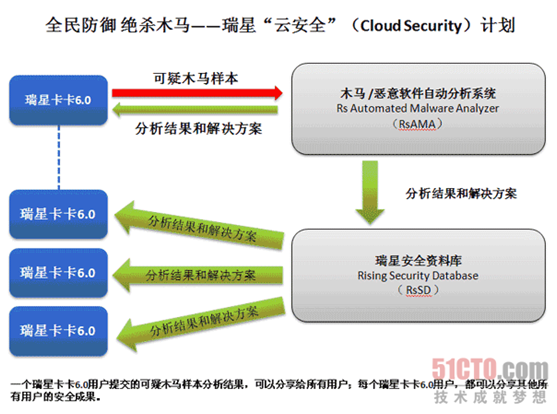 全民防御 绝杀木马——瑞星“云安全”（Cloud Security）计划
瑞星卡卡6.0
可疑木马样本
分析结果和解决方案
木马/恶意软件自动分析系统
Rs Automated Malware Analyzer
（RsAMA）
分析结果和解决方案
瑞星卡卡6.0
分析结果和解决方案
瑞星卡卡6.0
分析结果和解决方案
瑞星卡卡6.0
分析结果和解决方案
瑞星安全资料库
Rising Security Database
（RsSD）
一个瑞星卡卡6.0用户提交的可疑木马样本分析结果，可以分享给所有用户；每个瑞星卡卡6.0用户，都可以分享其他所
有用户的安全成果。
51CTO.com
技术成就梦想